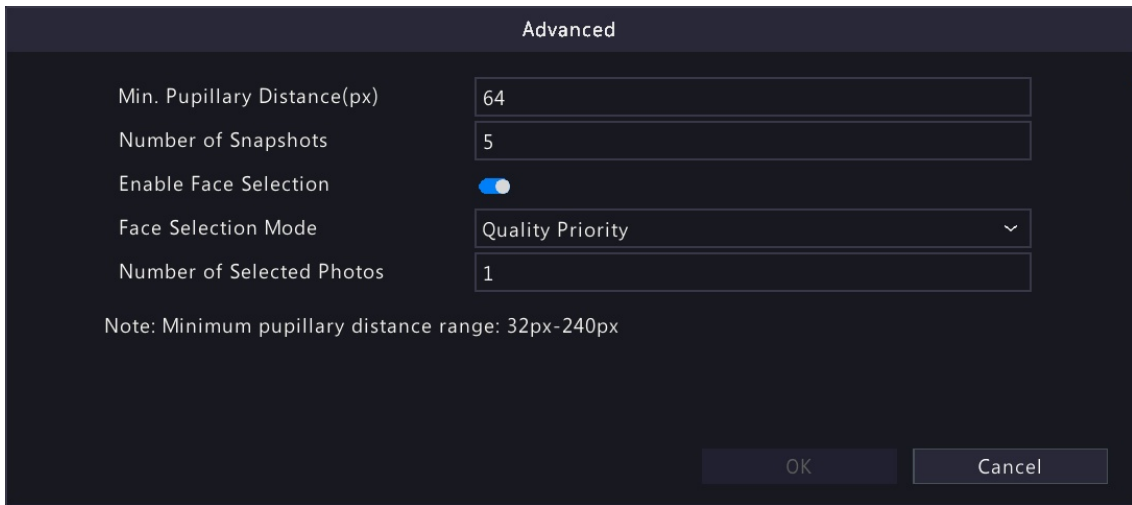 Advanced
Min. Pupillary Distance(px) 64
Number of Snapshots 5
Enable Face Selection
Face Selection Mode Quality Priority
Number of Selected Photos 1
Note: Minimum pupillary distance range: 32px-240px
OK Cancel